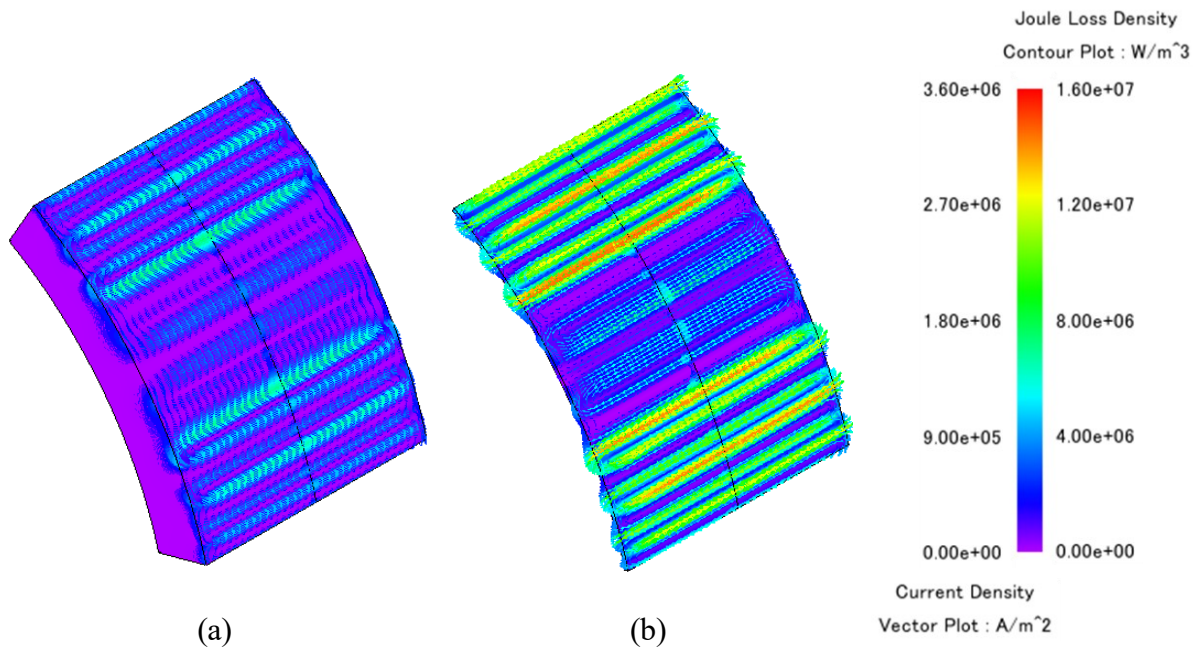 Joule Loss Density
Contour Plot : W/m^3
3.60e+06 1.60e+07
2.70e+06 1.20e+07
1.80e+06 8.00e+06
9.00e+05 4.00e+06
0.00e+00 0.00e+00
Current Density
Vector Plot : A/m^2
(a) (b)